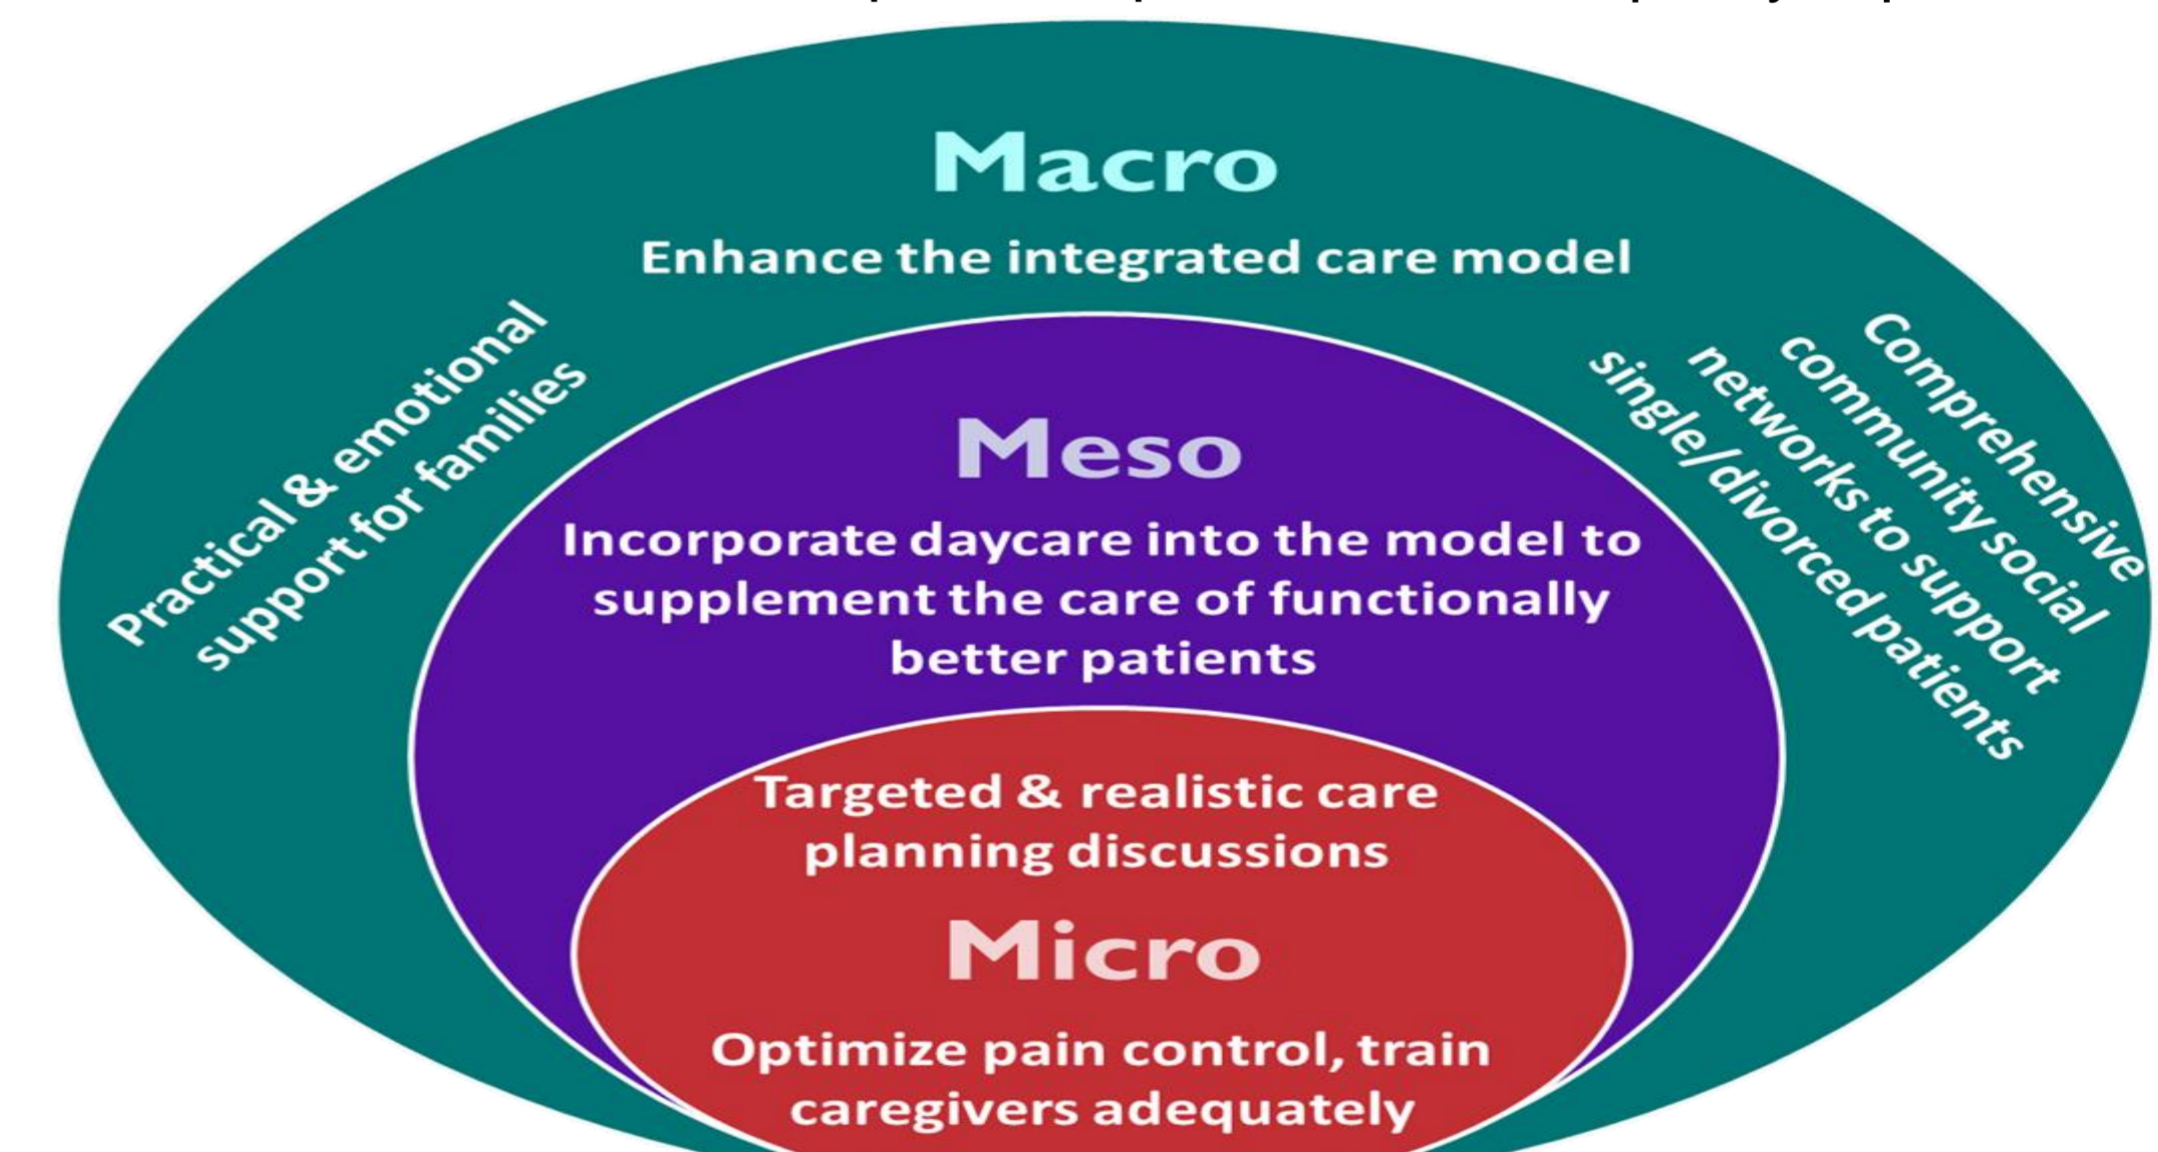 Macro
Enhance the integrated care model
Practical & emotional
support for families
Comprehensive
community social
networks to support
single/divorced patients
Meso
Incorporate daycare into the model to
supplement the care of functionally
better patients
Targeted & realistic care
planning discussions
Micro
Optimize pain control, train
caregivers adequately